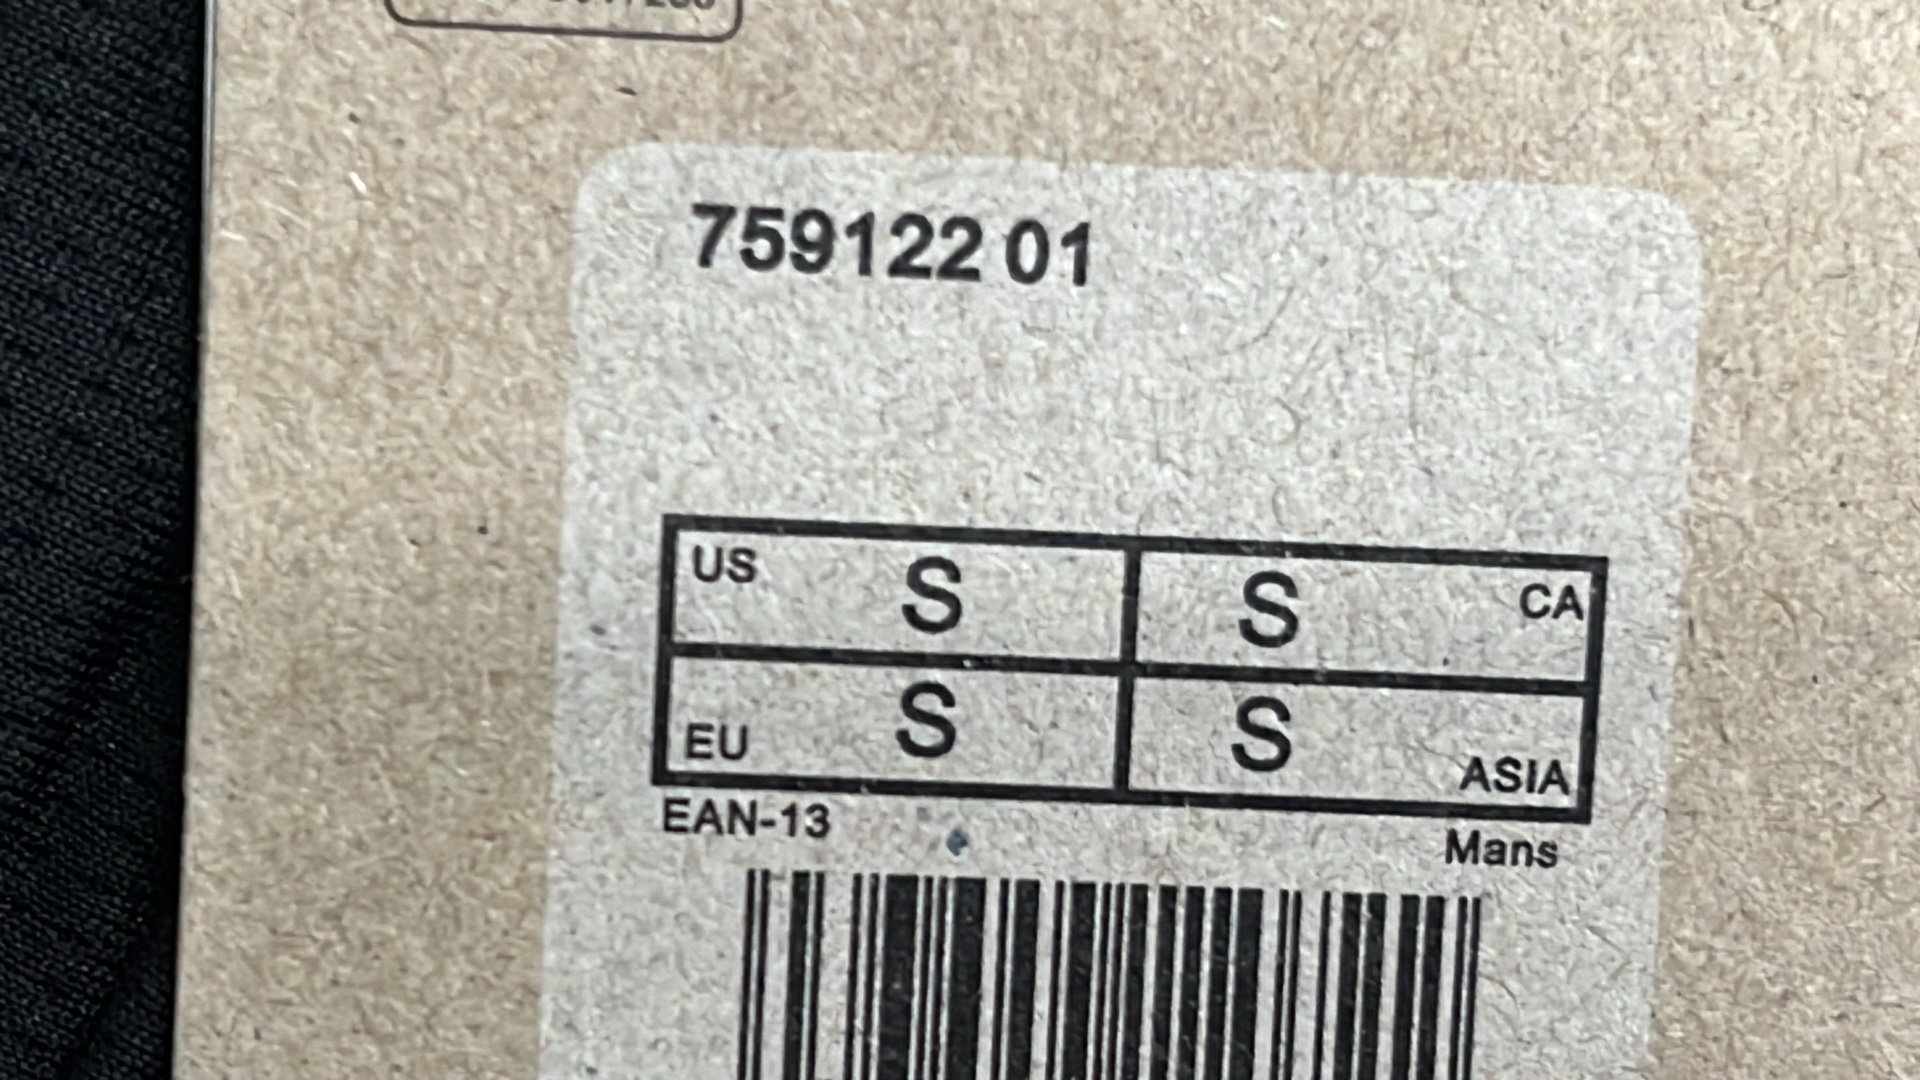 759122 01
US S S CA
EU S S ASIA
EAN-13 Mans